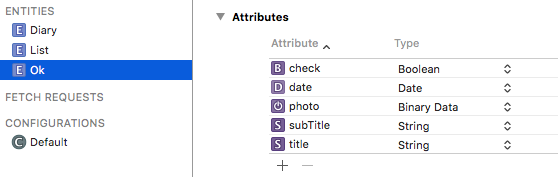 ENTITIES
E Diary
E List
E Ok
FETCH REQUESTS
CONFIGURATIONS
C Default
Attributes
Attribute Type
B check Boolean
D date Date
photo Binary Data
S subTitle String
S title String